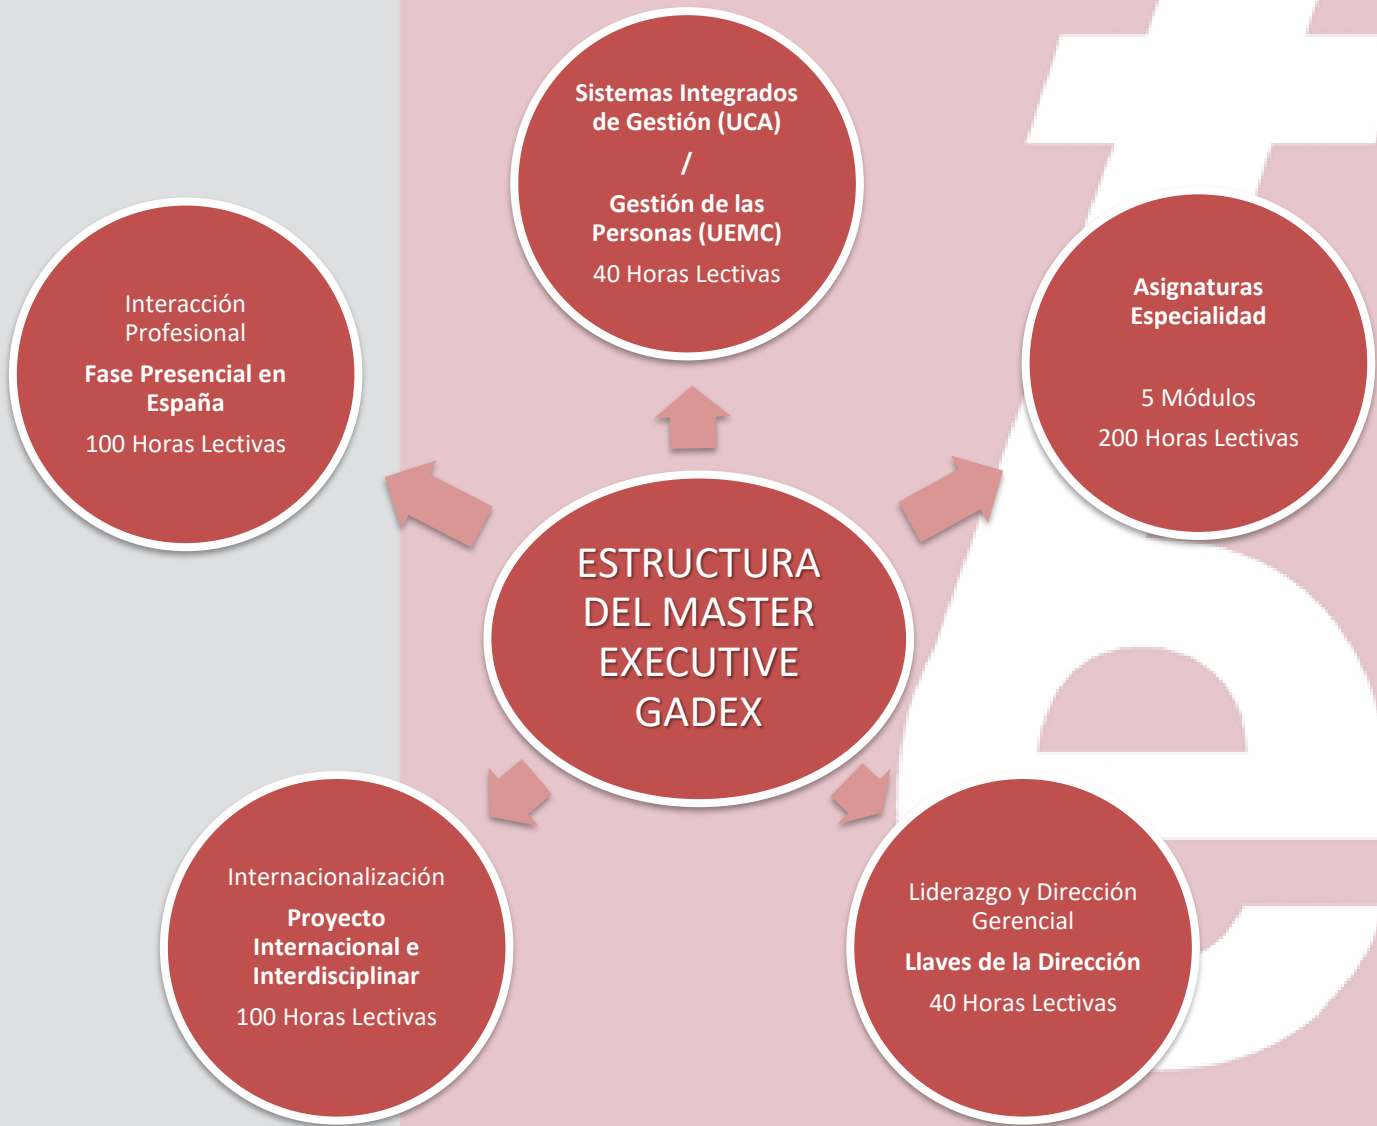 Sistemas Integrados
de Gestión (UCA)
/
Gestión de las
Personas (UEMC)
40 Horas Lectivas
Asignaturas
Especialidad
5 Módulos
200 Horas Lectivas
Liderazgo y Dirección
Gerencial
Llaves de la Dirección
40 Horas Lectivas
Internacionalización
Proyecto
Internacional e
Interdisciplinar
100 Horas Lectivas
Interacción
Profesional
Fase Presencial en
España
100 Horas Lectivas
ESTRUCTURA
DEL MASTER
EXECUTIVE
GADEX